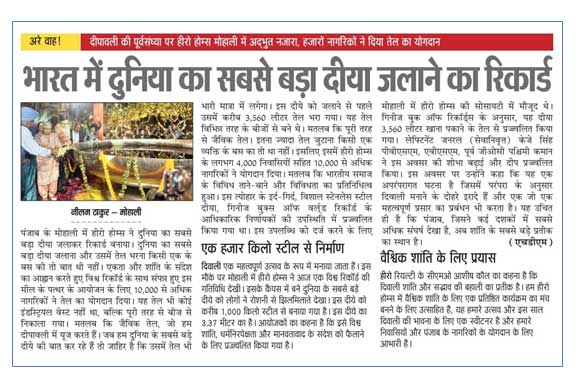 अरे वाह!
दीपावली की पूर्वसंध्या पर हीरो होम्स मोहाली में अद्भुत नजारा, हजारों नागरिकों ने दिया तेल का योगदान
भारत में दुनिया का सबसे बड़ा दीया जलाने का रिकार्ड
नीलम ठाकुर – मोहाली
पंजाब के मोहाली में हीरो होम्स ने दुनिया का सबसे
बड़ा दीया जलाकर रिकार्ड बनाया। दुनिया का सबसे
बड़ा दीया जलाना और उसमें तेल भरना किसी एक के
बस की तो बात थी नहीं। एकता और शांति के संदेश
का आह्वान करते हुए विश्व रिकॉर्ड का साथ संपन्न हुआ इस
मील के पत्थर के आयोजन के लिए 10,000 से अधिक
नागरिकों ने तेल का योगदान दिया। यह तेल भी कोई
इंडस्ट्रियल वेस्ट नहीं था, बल्कि पूरी तरह से बीज से
निकाला गया। मतलब कि जैविक तेल, जो हम
दीपावली में यूज करते हैं। जब हम दुनिया के सबसे बड़े
दीये की बात कर रहे हैं तो जाहिर है कि उसमें तेल भी
भारी मात्रा में लगेगा। इस दीये को जलाने से पहले
उसमें करीब 3,560 लीटर तेल भरा गया। यह तेल
विभिन्न तरह के बीजों से बने थे। मतलब कि पूरी तरह
से जैविक तेल। इतना ज्यादा तेल जुटाना किसी एक
व्यक्ति के बस का तो था नहीं। इसलिए इसमें हीरो होम्स
के लगभग 4,000 निवासियों सहित 10,000 से अधिक
नागरिकों ने योगदान दिया। मतलब कि भारतीय समाज
के विविध ताने-बाने और विविधता का प्रतिनिधित्व
हुआ। इस त्योहार के इर्द-गिर्द, विशाल स्टेनलेस स्टील
दीया, गिनीज बुक्स ऑफ वर्ल्ड रिकॉर्ड के
आधिकारिक निर्णायकों की उपस्थिति में प्रज्वलित
किया गया था। इस उपलब्धि को दर्ज करने के लिए
एक हजार किलो स्टील से निर्माण
दिवाली एक महत्वपूर्ण उत्सव के रूप में मनाया जाता है। इस
मौके पर मोहाली में हीरो होम्स ने आज एक विश्व रिकॉर्ड की
गतिविधि देखी। इसके कैंपस में बने दुनिया के सबसे बड़े
दीये को लोगों ने रोशनी से झिलमिलाते देखा। इस दीये को
करीब 1,000 किलो स्टील से बनाया गया है। इस दीये का
3.37 मीटर का है। आयोजकों का कहना है कि इसे विश्व
शांति, धर्मनिरपेक्षता और मानवतावाद के संदेश को फैलाने
के लिए प्रज्वलित किया गया है।
मोहाली में हीरो होम्स की सोसायटी में मौजूद थे।
गिनीज बुक ऑफ रिकॉर्ड्स के अनुसार, यह दीया
3,560 लीटर खाना पकाने के तेल से प्रज्ज्वलित किया
गया। लेफ्टिनेंट जनरल (सेवानिवृत्त) केजे सिंह
पीवीएसएम, एवीएसएम, पूर्व जीओसी पश्चिमी कमान
ने इस अवसर की शोभा बढ़ाई और दीप प्रज्वलित
किया। इस अवसर पर उन्होंने कहा कि यह एक
अपरंपरागत घटना है जिसमें परंपरा के अनुसार
दिवाली मनाने के दोहरे इरादे हैं और एक जो एक
महत्वपूर्ण प्रसार का प्रबंधन भी करता है। यह उचित
ही है कि पंजाब, जिसने कई दशकों में सबसे
अधिक संघर्ष देखा है, अब शांति के सबसे बड़े प्रतीक
का स्थान है। (एचडीएम)
वैश्विक शांति के लिए प्रयास
हीरो रियल्टी के सीएमओ आशीष कौल का कहना है कि
दिवाली शांति और सद्भाव की बहाली का प्रतीक है। हम हीरो
होम्स में वैश्विक शांति के लिए एक प्रतिष्ठित कार्यक्रम का मंच
बनने के लिए उत्साहित हैं, यह हमारे उत्सव और इस साल
दिवाली की भावना के लिए एक स्वीटनर है और हमारे
निवासियों और पंजाब के नागरिकों के योगदान के लिए
आभारी है।